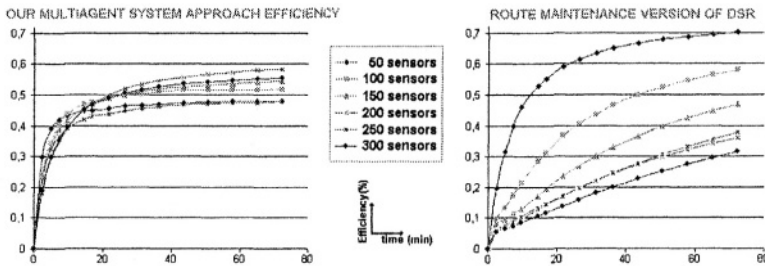 OUR MULTIAGENT SYSTEM APPROACH EFFICIENCY
0,7
0,6
0,5
0,4
0,3
0,2
0,1
0
0
20
40
60
80
50 sensors
100 sensors
150 sensors
200 sensors
250 sensors
300 sensors
Efficiency(%)
time (min)
ROUTE MAINTENANCE VERSION OF DSR
0,7
0,6
0,5
0,4
0,3
0,2
0,1
0
0
20
40
60
80